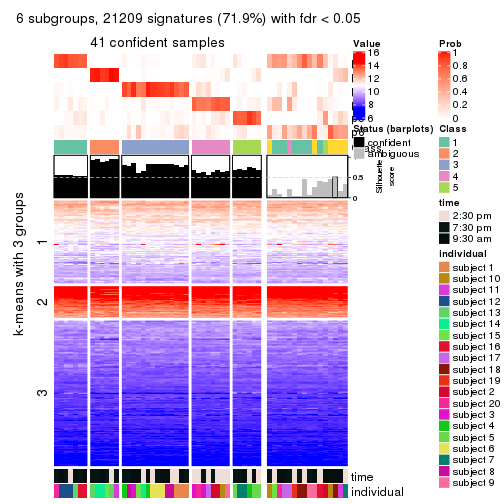 6 subgroups, 21209 signatures (71.9%) with fdr < 0.05
41 confident samples
k-means with 3 groups
1
2
3
Silhouette
score
0.5
0
time
individual
Value
16
14
12
10
8
6
Status (barplots)
confident
ambiguous
Prob
1
0.8
0.6
0.4
0.2
0
Class
1
2
3
4
5
time
2:30 pm
7:30 pm
9:30 am
Individual
subject 1
subject 10
subject 11
subject 12
subject 13
subject 14
subject 15
subject 16
subject 17
subject 18
subject 19
subject 2
subject 20
subject 3
subject 4
subject 5
subject 6
subject 7
subject 8
subject 9